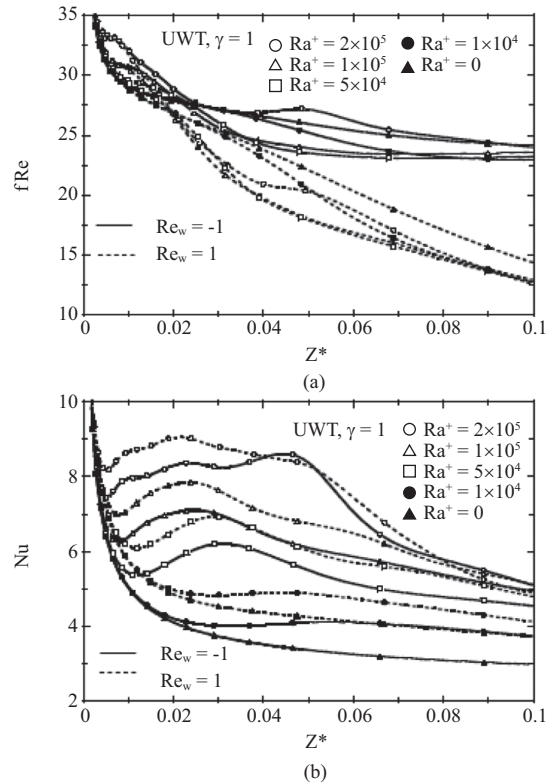 (a)
35
30
25
20
15
10
fRe
UWT, γ = 1
Ra⁺ = 2×10⁵
Ra⁺ = 1×10⁵
Ra⁺ = 5×10⁴
Ra⁺ = 1×10⁴
Ra⁺ = 0
Re_w = -1
Re_w = 1
0 0.02 0.04 0.06 0.08 0.1
Z*
(a)
10
8
6
4
2
Nu
UWT, γ = 1
Ra⁺ = 2×10⁵
Ra⁺ = 1×10⁵
Ra⁺ = 5×10⁴
Ra⁺ = 1×10⁴
Ra⁺ = 0
Re_w = -1
Re_w = 1
0 0.02 0.04 0.06 0.08 0.1
Z*
(b)